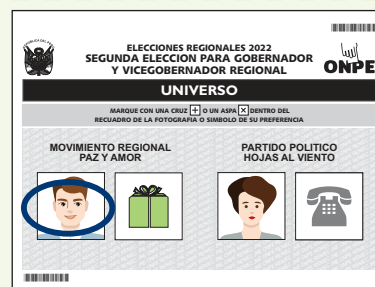 ELECCIONES REGIONALES 2022
SEGUNDA ELECCION PARA GOBERNADOR
Y VICEGOBERNADOR REGIONAL
ONPE
UNIVERSO
MARQUE CON UNA CRUZ + O UN ASPA X DENTRO DEL
RECUADRO DE LA FOTOGRAFIA O SIMBOLO DE SU PREFERENCIA
MOVIMIENTO REGIONAL
PAZ Y AMOR
PARTIDO POLITICO
HOJAS AL VIENTO